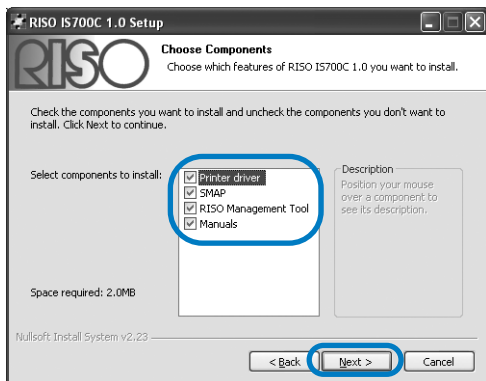 RISO IS700C 1.0 Setup
RISO
Choose Components
Choose which features of RISO IS700C 1.0 you want to install.
Check the components you want to install and uncheck the components you don't want to
install. Click Next to continue.
Select components to install:
Printer driver
SMAP
RISO Management Tool
Manuals
Description
Position your mouse
over a component to
see its description.
Space required: 2.0MB
Nullsoft Install System v2.23
< Back
Next >
Cancel